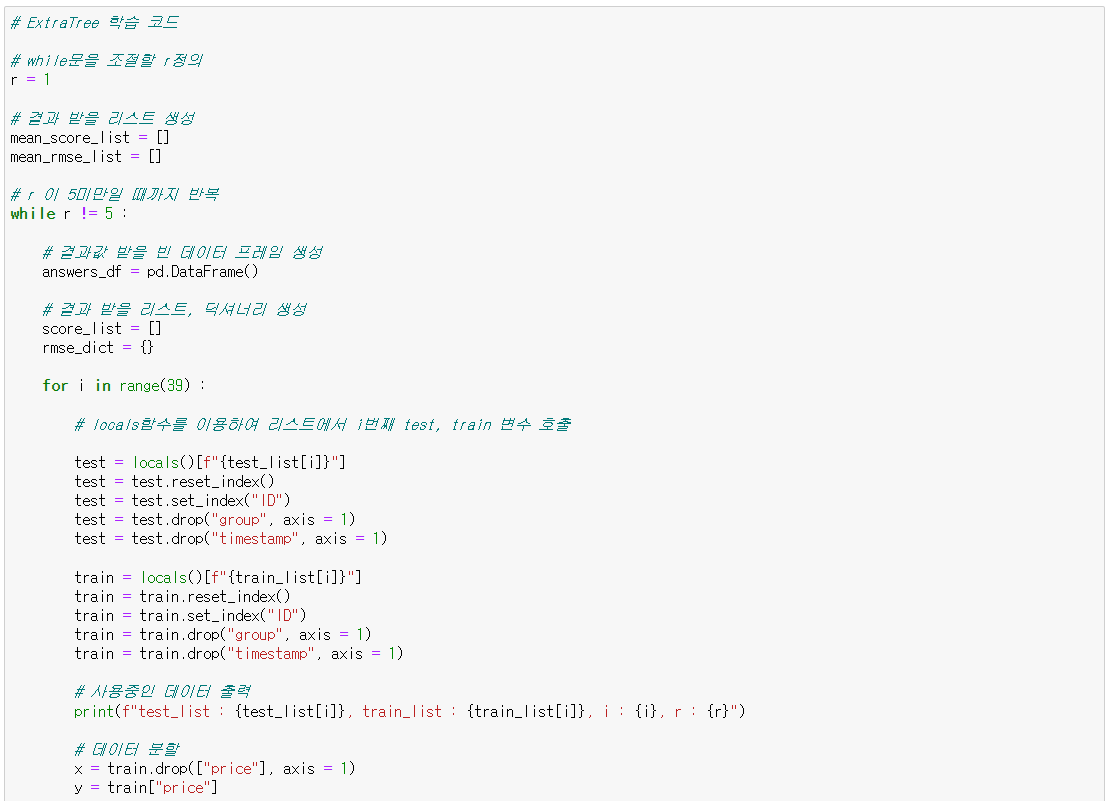 # ExtraTree 학습 코드
# while문을 조절할 r정의
r = 1
# 결과 받을 리스트 생성
mean_score_list = []
mean_rmse_list = []
# r 이 5미만일 때까지 반복
while r != 5 :
# 결과값 받을 빈 데이터 프레임 생성
answers_df = pd.DataFrame()
# 결과 받을 리스트, 딕셔너리 생성
score_list = []
rmse_dict = {}
for i in range(39) :
# locals함수를 이용하여 리스트에서 i번째 test, train 변수 호출
test = locals()[f"{test_list[i]}"]
test = test.reset_index()
test = test.set_index("ID")
test = test.drop("group", axis = 1)
test = test.drop("timestamp", axis = 1)
train = locals()[f"{train_list[i]}"]
train = train.reset_index()
train = train.set_index("ID")
train = train.drop("group", axis = 1)
train = train.drop("timestamp", axis = 1)
# 사용중인 데이터 출력
print(f"test_list : {test_list[i]}, train_list : {train_list[i]}, i : {i}, r : {r}")
# 데이터 분할
x = train.drop(["price"], axis = 1)
y = train["price"]